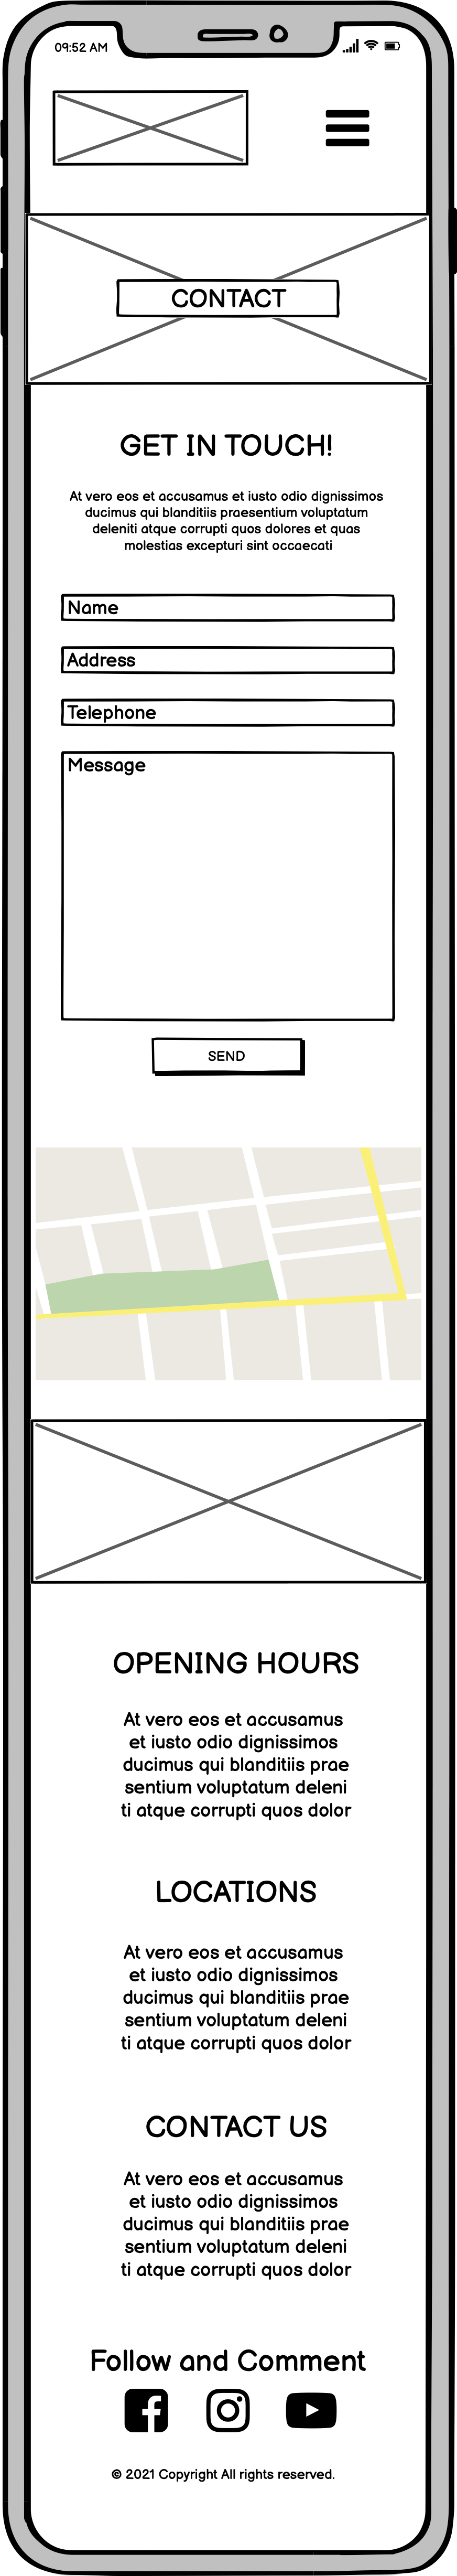 09:52 AM
CONTACT
GET IN TOUCH!
At vero eos et accusamus et iusto odio dignissimos
ducimus qui blanditiis praesentium voluptatum
deleniti atque corrupti quos dolores et quas
molestias excepturi sint occaecati
Name
Address
Telephone
Message
SEND
OPENING HOURS
At vero eos et accusamus
et iusto odio dignissimos
ducimus qui blanditiis prae
sentium voluptatum deleni
ti atque corrupti quos dolor
LOCATIONS
At vero eos et accusamus
et iusto odio dignissimos
ducimus qui blanditiis prae
sentium voluptatum deleni
ti atque corrupti quos dolor
CONTACT US
At vero eos et accusamus
et iusto odio dignissimos
ducimus qui blanditiis prae
sentium voluptatum deleni
ti atque corrupti quos dolor
Follow and Comment
© 2021 Copyright All rights reserved.